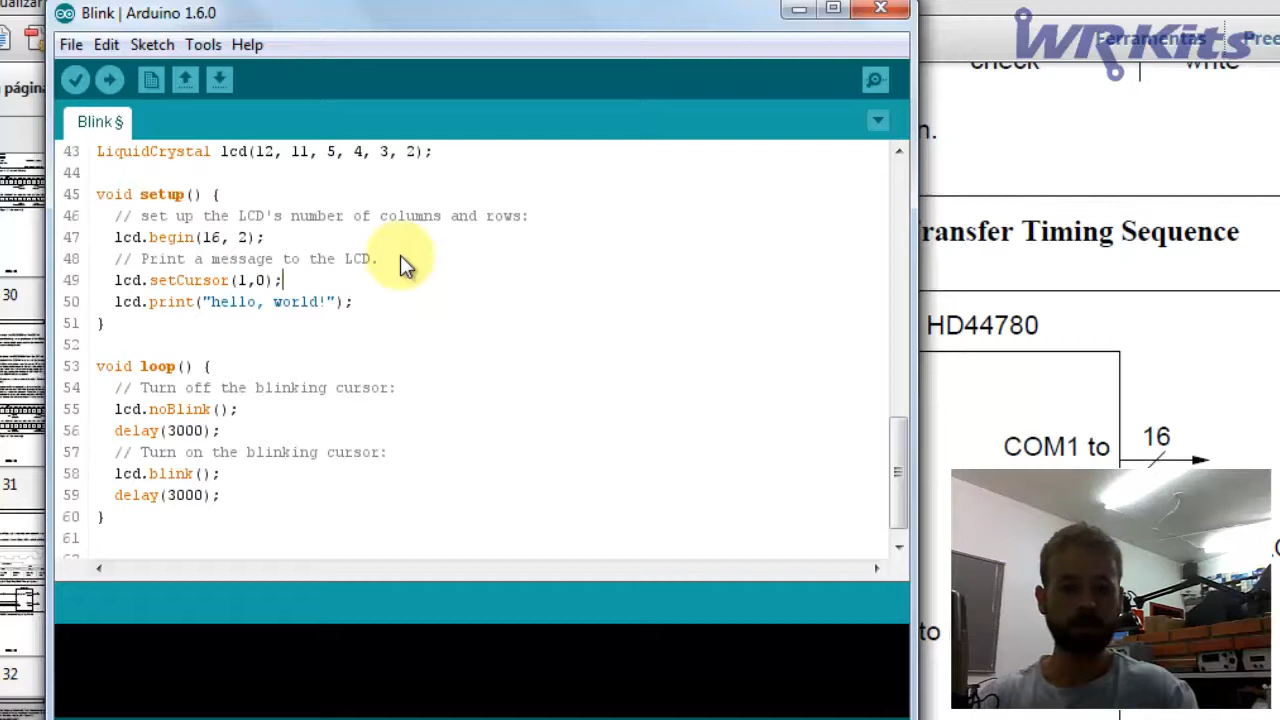 Blink | Arduino 1.6.0
WRKits
Ferramentas
File Edit Sketch Tools Help
check
a págin
Blink §
n.
43 LiquidCrystal lcd(12, 11, 5, 4, 3, 2);
44
45 void setup() {
46 // set up the LCD's number of columns and rows:
47 lcd.begin(16, 2);
48 // Print a message to the LCD.
49 lcd.setCursor(1,0);
50 lcd.print("hello, world!");
51 }
52
53 void loop() {
54 // Turn off the blinking cursor:
55 lcd.noBlink();
56 delay(3000);
57 // Turn on the blinking cursor:
58 lcd.blink();
59 delay(3000);
60 }
61
30
31
32
ransfer Timing Sequence
HD44780
COM1 to
16
to